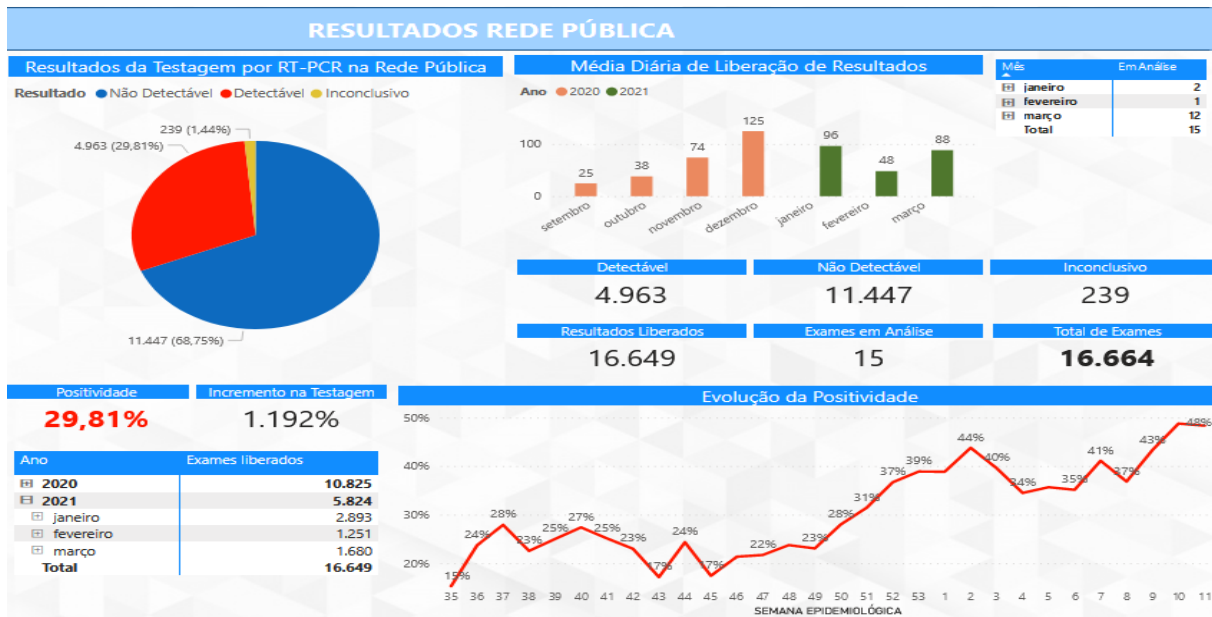 RESULTADOS REDE PÚBLICA
Resultados da Testagem por RT-PCR na Rede Pública
Resultado Não Detectável Detectável Inconclusivo
239 (1,44%)
4.963 (29,81%)
11.447 (68,75%)
Média Diária de Liberação de Resultados
Ano 2020 2021
100
0
25 38 74 125 96 48 88
setembro outubro novembro dezembro janeiro fevereiro março
Mês Em Análise
janeiro 2
fevereiro 1
março 12
Total 15
Detectável Não Detectável Inconclusivo
4.963 11.447 239
Resultados Liberados Exames em Análise Total de Exames
16.649 15 16.664
Positividade Incremento na Testagem
29,81% 1.192%
Ano Exames liberados
2020 10.825
2021 5.824
janeiro 2.893
fevereiro 1.251
março 1.680
Total 16.649
Evolução da Positividade
50%
40%
30%
20%
15% 24% 28% 23% 25% 27% 25% 23% 17% 24% 17% 22% 23% 28% 31% 37% 39% 44% 40% 34% 35% 41% 37% 43% 48%
35 36 37 38 39 40 41 42 43 44 45 46 47 48 49 50 51 52 53 1 2 3 4 5 6 7 8 9 10 11
SEMANA EPIDEMIOLÓGICA